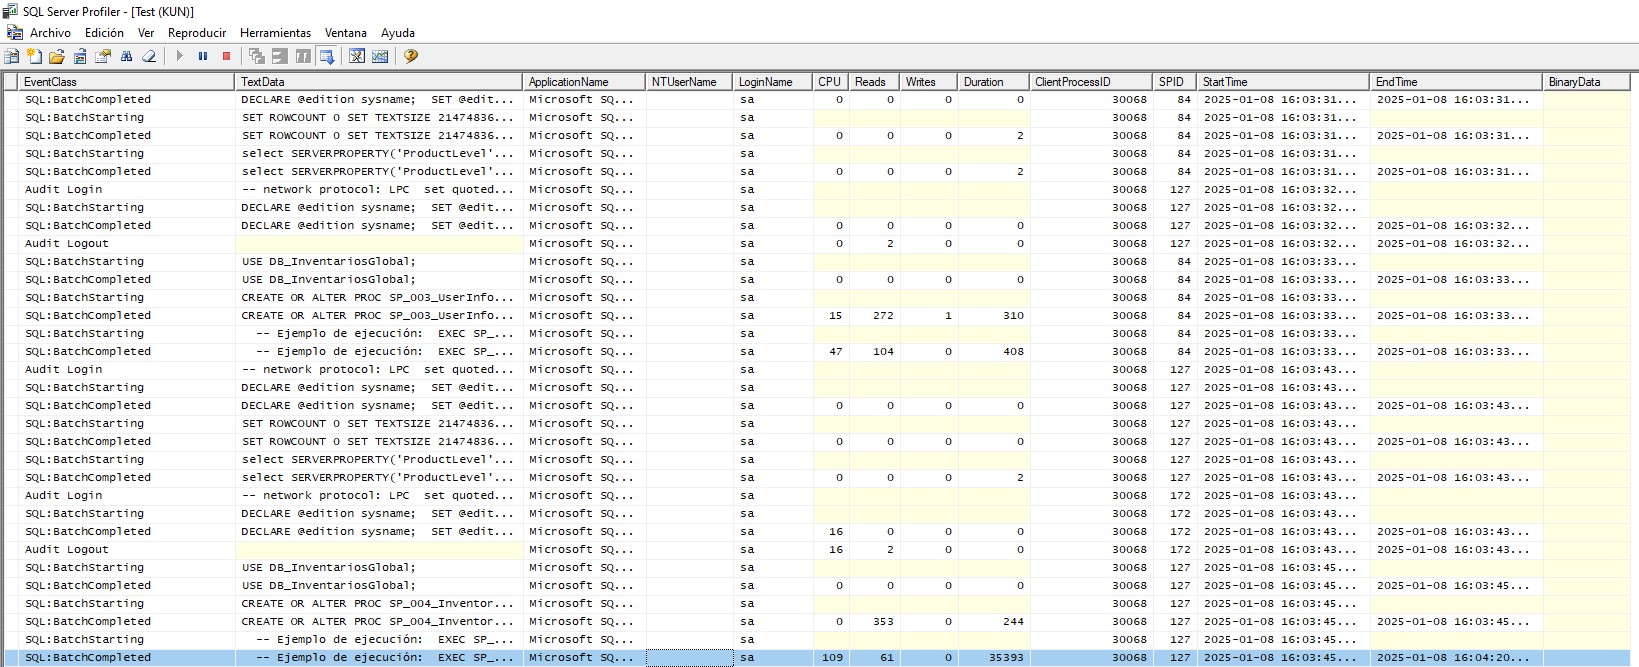 SQL Server Profiler - [Test (KUN)]
Archivo Edición Ver Reproducir Herramientas Ventana Ayuda
EventClass TextData ApplicationName NTUserName LoginName CPU Reads Writes Duration ClientProcessID SPID StartTime EndTime BinaryData
SQL:BatchCompleted DECLARE @edition sysname; SET @edit... Microsoft SQ... sa 0 0 0 0 30068 84 2025-01-08 16:03:31... 2025-01-08 16:03:31...
SQL:BatchStarting SET ROWCOUNT 0 SET TEXTSIZE 21474836... Microsoft SQ... sa 30068 84 2025-01-08 16:03:31...
SQL:BatchCompleted SET ROWCOUNT 0 SET TEXTSIZE 21474836... Microsoft SQ... sa 0 0 0 2 30068 84 2025-01-08 16:03:31... 2025-01-08 16:03:31...
SQL:BatchStarting select SERVERPROPERTY('ProductLevel'... Microsoft SQ... sa 30068 84 2025-01-08 16:03:31...
SQL:BatchCompleted select SERVERPROPERTY('ProductLevel'... Microsoft SQ... sa 0 0 0 2 30068 84 2025-01-08 16:03:31... 2025-01-08 16:03:31...
Audit Login -- network protocol: LPC set quoted... Microsoft SQ... sa 30068 127 2025-01-08 16:03:32...
SQL:BatchStarting DECLARE @edition sysname; SET @edit... Microsoft SQ... sa 30068 127 2025-01-08 16:03:32...
SQL:BatchCompleted DECLARE @edition sysname; SET @edit... Microsoft SQ... sa 0 0 0 0 30068 127 2025-01-08 16:03:32... 2025-01-08 16:03:32...
Audit Logout Microsoft SQ... sa 0 2 0 0 30068 127 2025-01-08 16:03:32... 2025-01-08 16:03:32...
SQL:BatchStarting USE DB_InventariosGlobal; Microsoft SQ... sa 30068 84 2025-01-08 16:03:33...
SQL:BatchCompleted USE DB_InventariosGlobal; Microsoft SQ... sa 0 0 0 0 30068 84 2025-01-08 16:03:33... 2025-01-08 16:03:33...
SQL:BatchStarting CREATE OR ALTER PROC SP_003_UserInfo... Microsoft SQ... sa 30068 84 2025-01-08 16:03:33...
SQL:BatchCompleted CREATE OR ALTER PROC SP_003_UserInfo... Microsoft SQ... sa 15 272 1 310 30068 84 2025-01-08 16:03:33... 2025-01-08 16:03:33...
SQL:BatchStarting -- Ejemplo de ejecución: EXEC SP_... Microsoft SQ... sa 30068 84 2025-01-08 16:03:33...
SQL:BatchCompleted -- Ejemplo de ejecución: EXEC SP_... Microsoft SQ... sa 47 104 0 408 30068 84 2025-01-08 16:03:33... 2025-01-08 16:03:33...
Audit Login -- network protocol: LPC set quoted... Microsoft SQ... sa 30068 127 2025-01-08 16:03:43...
SQL:BatchStarting DECLARE @edition sysname; SET @edit... Microsoft SQ... sa 30068 127 2025-01-08 16:03:43...
SQL:BatchCompleted DECLARE @edition sysname; SET @edit... Microsoft SQ... sa 0 0 0 0 30068 127 2025-01-08 16:03:43... 2025-01-08 16:03:43...
SQL:BatchStarting SET ROWCOUNT 0 SET TEXTSIZE 21474836... Microsoft SQ... sa 30068 127 2025-01-08 16:03:43...
SQL:BatchCompleted SET ROWCOUNT 0 SET TEXTSIZE 21474836... Microsoft SQ... sa 0 0 0 0 30068 127 2025-01-08 16:03:43... 2025-01-08 16:03:43...
SQL:BatchStarting select SERVERPROPERTY('ProductLevel'... Microsoft SQ... sa 30068 127 2025-01-08 16:03:43...
SQL:BatchCompleted select SERVERPROPERTY('ProductLevel'... Microsoft SQ... sa 0 0 0 2 30068 127 2025-01-08 16:03:43... 2025-01-08 16:03:43...
Audit Login -- network protocol: LPC set quoted... Microsoft SQ... sa 30068 172 2025-01-08 16:03:43...
SQL:BatchStarting DECLARE @edition sysname; SET @edit... Microsoft SQ... sa 30068 172 2025-01-08 16:03:43...
SQL:BatchCompleted DECLARE @edition sysname; SET @edit... Microsoft SQ... sa 16 0 0 0 30068 172 2025-01-08 16:03:43... 2025-01-08 16:03:43...
Audit Logout Microsoft SQ... sa 16 2 0 0 30068 172 2025-01-08 16:03:43... 2025-01-08 16:03:43...
SQL:BatchStarting USE DB_InventariosGlobal; Microsoft SQ... sa 30068 127 2025-01-08 16:03:45...
SQL:BatchCompleted USE DB_InventariosGlobal; Microsoft SQ... sa 0 0 0 0 30068 127 2025-01-08 16:03:45... 2025-01-08 16:03:45...
SQL:BatchStarting CREATE OR ALTER PROC SP_004_Inventor... Microsoft SQ... sa 30068 127 2025-01-08 16:03:45...
SQL:BatchCompleted CREATE OR ALTER PROC SP_004_Inventor... Microsoft SQ... sa 0 353 0 244 30068 127 2025-01-08 16:03:45... 2025-01-08 16:03:45...
SQL:BatchStarting -- Ejemplo de ejecución: EXEC SP_... Microsoft SQ... sa 30068 127 2025-01-08 16:03:45...
SQL:BatchCompleted -- Ejemplo de ejecución: EXEC SP_... Microsoft SQ... sa 109 61 0 35393 30068 127 2025-01-08 16:03:45... 2025-01-08 16:04:20...